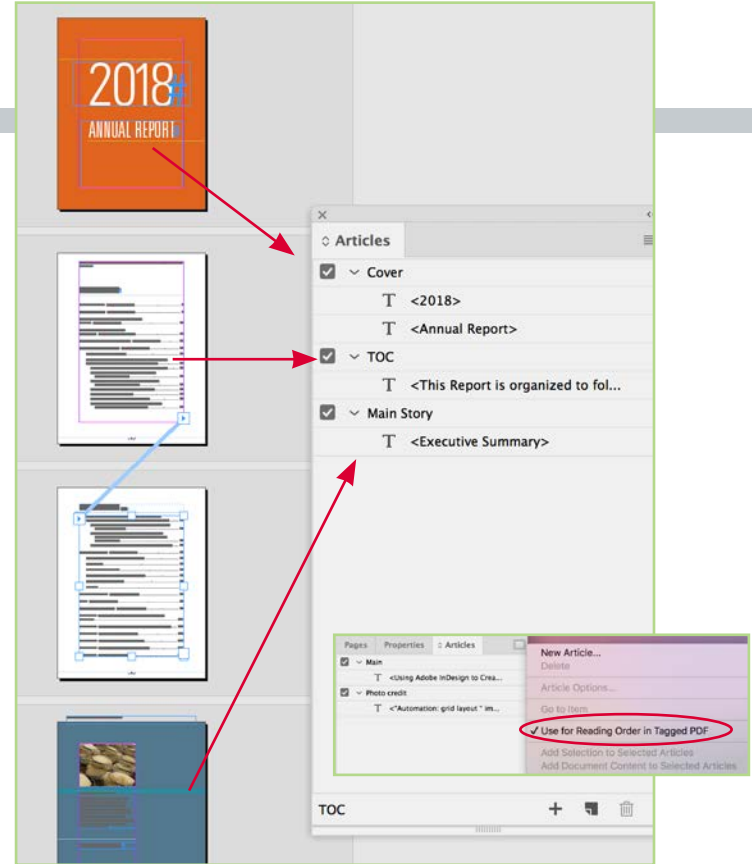 2018#
ANNUAL REPORT
Articles
Cover
T <2018>
T <Annual Report>
TOC
T <This Report is organized to fol...
Main Story
T <Executive Summary>
Pages Properties Articles
Main
T <Using Adobe InDesign to Crea...
Photo credit
T <"Automation: grid layout " im...
New Article...
Delete
Article Options...
Go to Item
✓ Use for Reading Order in Tagged PDF
Add Selection to Selected Articles
Add Document Content to Selected Articles
TOC